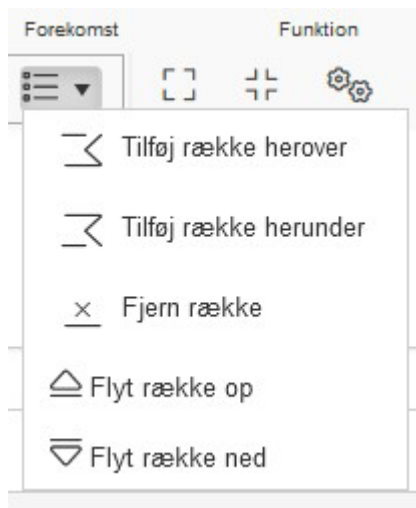 Forekomst Funktion
Tilføj række herover
Tilføj række herunder
Fjern række
Flyt række op
Flyt række ned